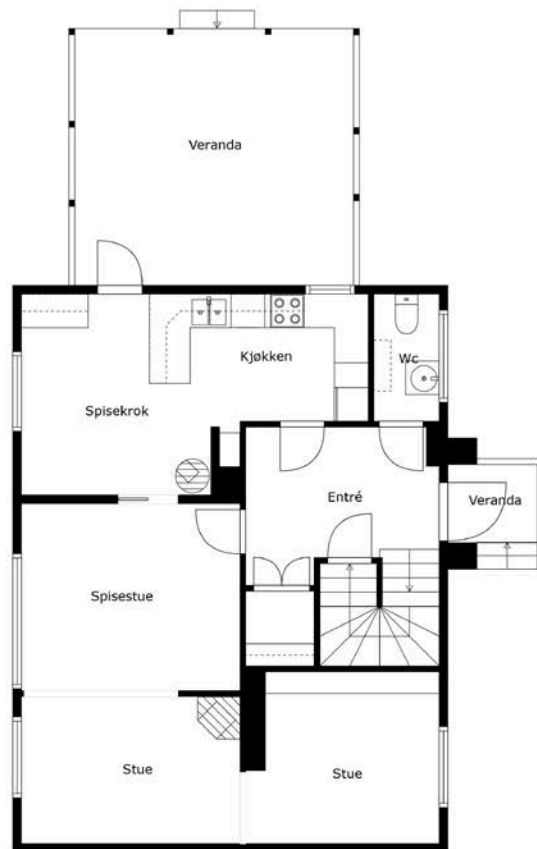 Veranda
Kjøkken
Wc
Spisekrok
Entré
Veranda
Spisestue
Stue
Stue